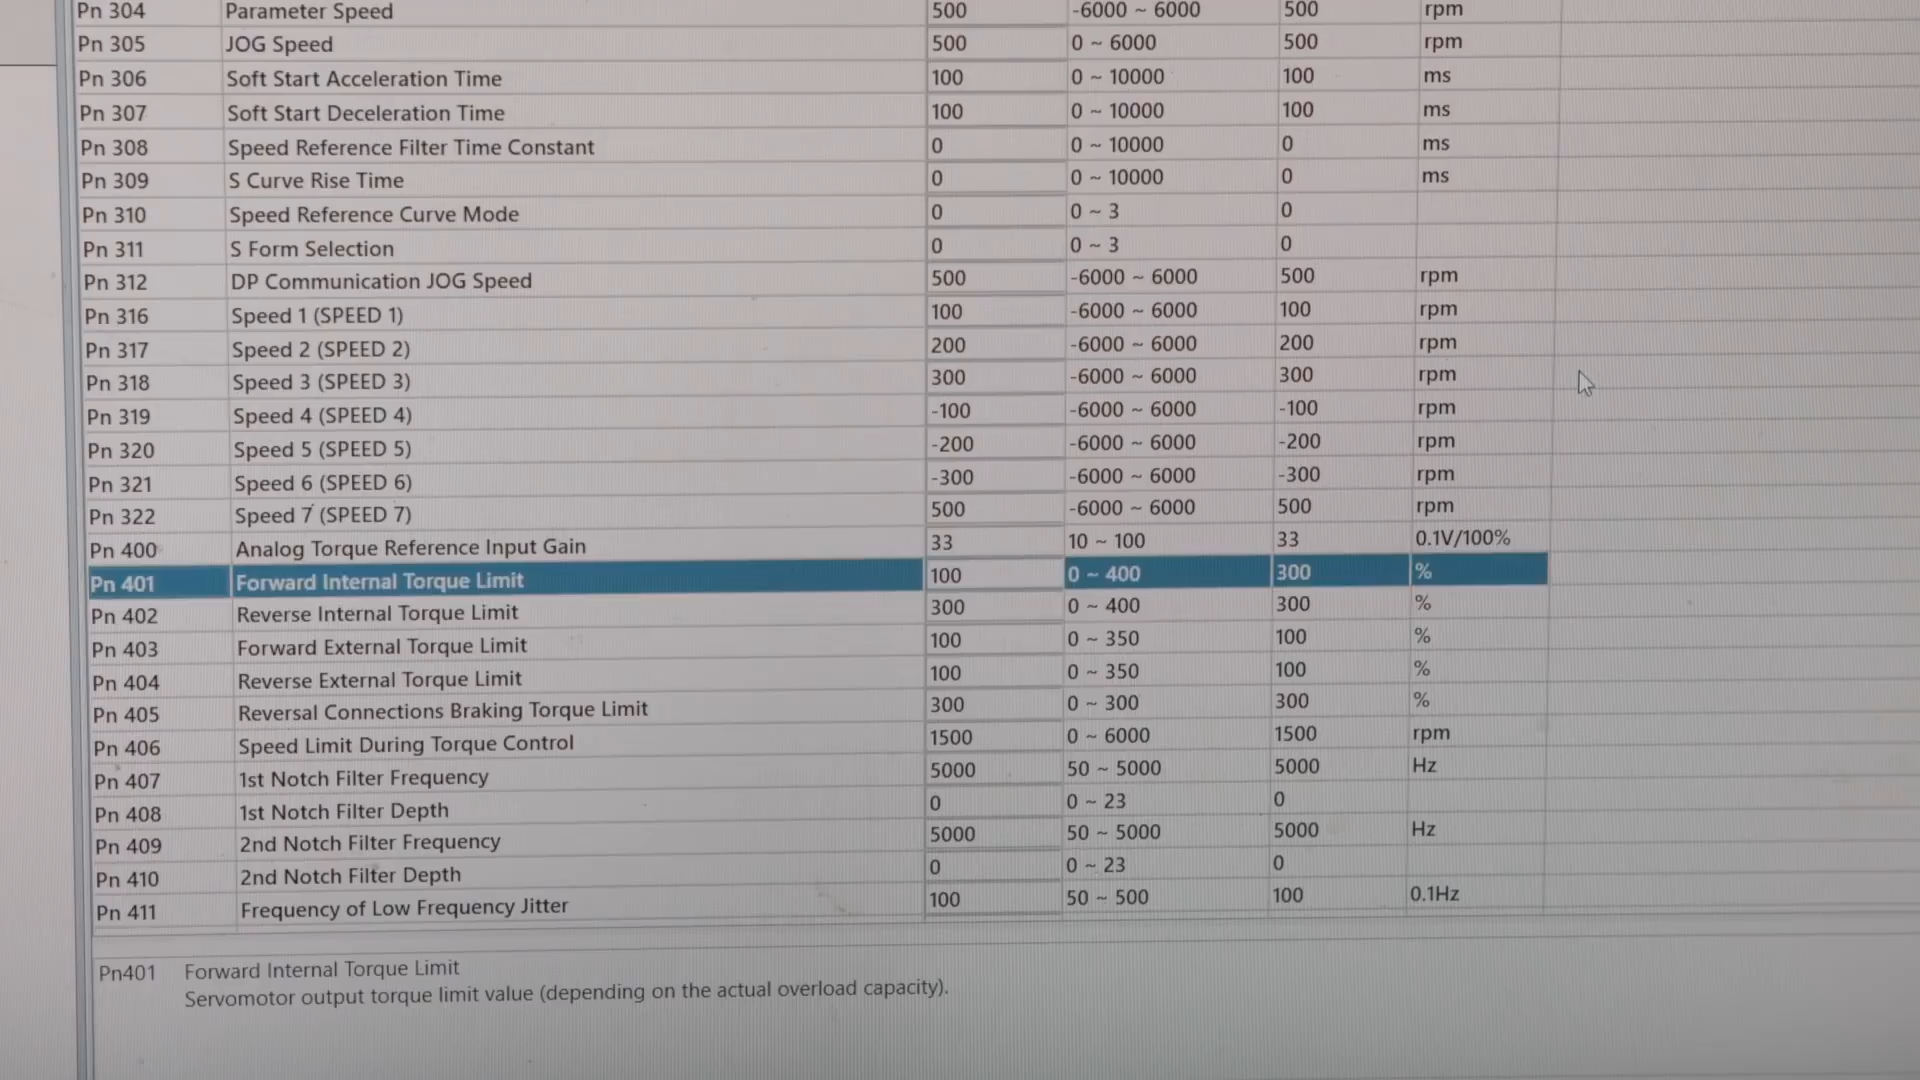 Pn 304 Parameter Speed 500 -6000 ~ 6000 500 rpm
Pn 305 JOG Speed 500 0 ~ 6000 500 rpm
Pn 306 Soft Start Acceleration Time 100 0 ~ 10000 100 ms
Pn 307 Soft Start Deceleration Time 100 0 ~ 10000 100 ms
Pn 308 Speed Reference Filter Time Constant 0 0 ~ 10000 0 ms
Pn 309 S Curve Rise Time 0 0 ~ 10000 0 ms
Pn 310 Speed Reference Curve Mode 0 0 ~ 3 0
Pn 311 S Form Selection 0 0 ~ 3 0
Pn 312 DP Communication JOG Speed 500 -6000 ~ 6000 500 rpm
Pn 316 Speed 1 (SPEED 1) 100 -6000 ~ 6000 100 rpm
Pn 317 Speed 2 (SPEED 2) 200 -6000 ~ 6000 200 rpm
Pn 318 Speed 3 (SPEED 3) 300 -6000 ~ 6000 300 rpm
Pn 319 Speed 4 (SPEED 4) -100 -6000 ~ 6000 -100 rpm
Pn 320 Speed 5 (SPEED 5) -200 -6000 ~ 6000 -200 rpm
Pn 321 Speed 6 (SPEED 6) -300 -6000 ~ 6000 -300 rpm
Pn 322 Speed 7 (SPEED 7) 500 -6000 ~ 6000 500 rpm
Pn 400 Analog Torque Reference Input Gain 33 10 ~ 100 33 0.1V/100%
Pn 401 Forward Internal Torque Limit 100 0 ~ 400 300 %
Pn 402 Reverse Internal Torque Limit 300 0 ~ 400 300 %
Pn 403 Forward External Torque Limit 100 0 ~ 350 100 %
Pn 404 Reverse External Torque Limit 100 0 ~ 350 100 %
Pn 405 Reversal Connections Braking Torque Limit 300 0 ~ 300 300 %
Pn 406 Speed Limit During Torque Control 1500 0 ~ 6000 1500 rpm
Pn 407 1st Notch Filter Frequency 5000 50 ~ 5000 5000 Hz
Pn 408 1st Notch Filter Depth 0 0 ~ 23 0
Pn 409 2nd Notch Filter Frequency 5000 50 ~ 5000 5000 Hz
Pn 410 2nd Notch Filter Depth 0 0 ~ 23 0
Pn 411 Frequency of Low Frequency Jitter 100 50 ~ 500 100 0.1Hz
Pn401 Forward Internal Torque Limit
Servomotor output torque limit value (depending on the actual overload capacity).